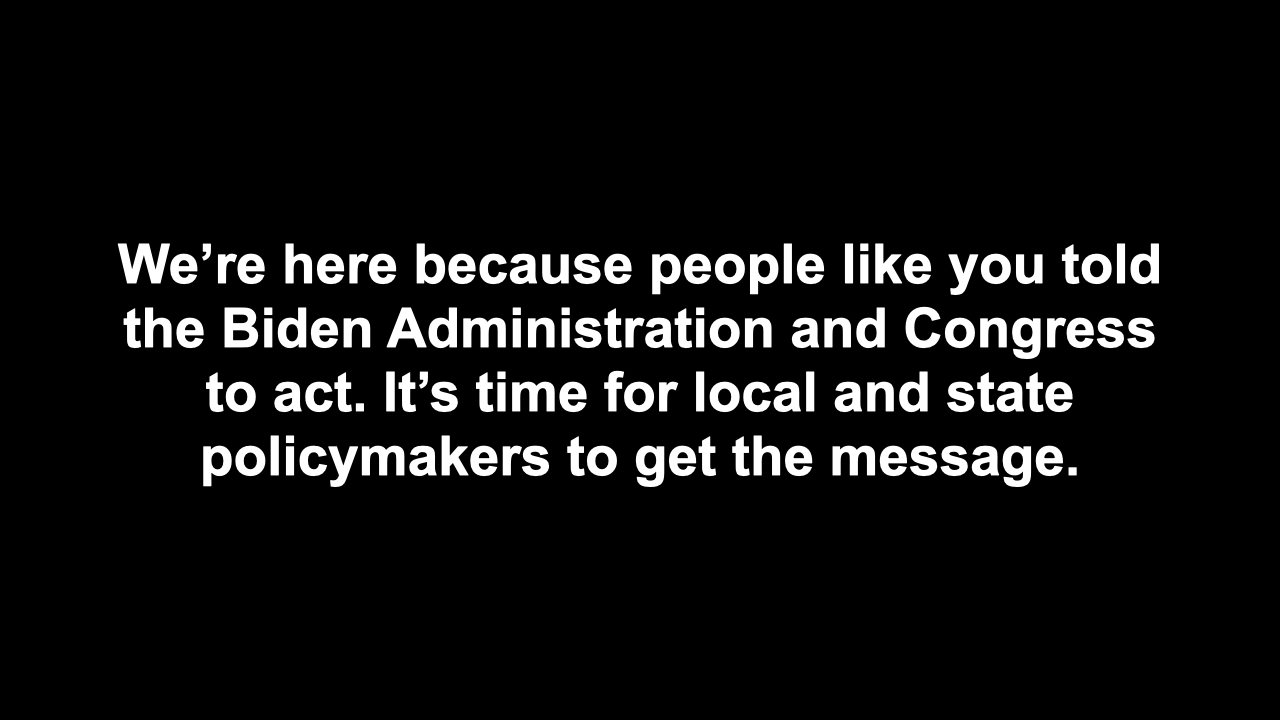 We’re here because people like you told
the Biden Administration and Congress
to act. It’s time for local and state
policymakers to get the message.